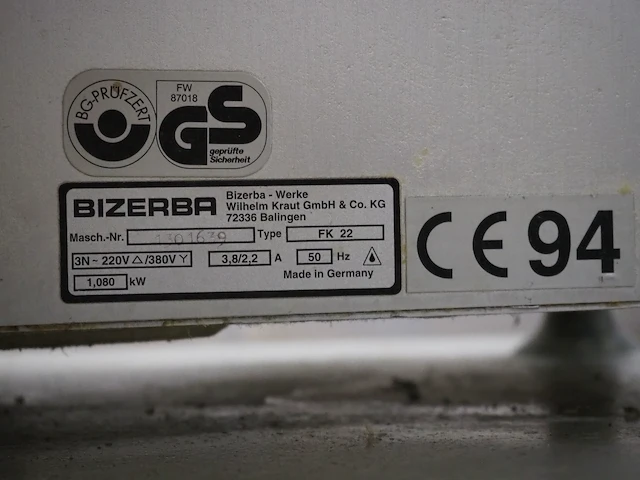 BG-PRÜFZERT
FW
87018
GS
geprüfte
Sicherheit
BIZERBA
Bizerba - Werke
Wilhelm Kraut GmbH & Co. KG
72336 Balingen
Masch.-Nr. 1301639 Type FK 22
3N~ 220V △/380V Y 3,8/2,2 A 50 Hz
1,080 kW Made in Germany
CE 94